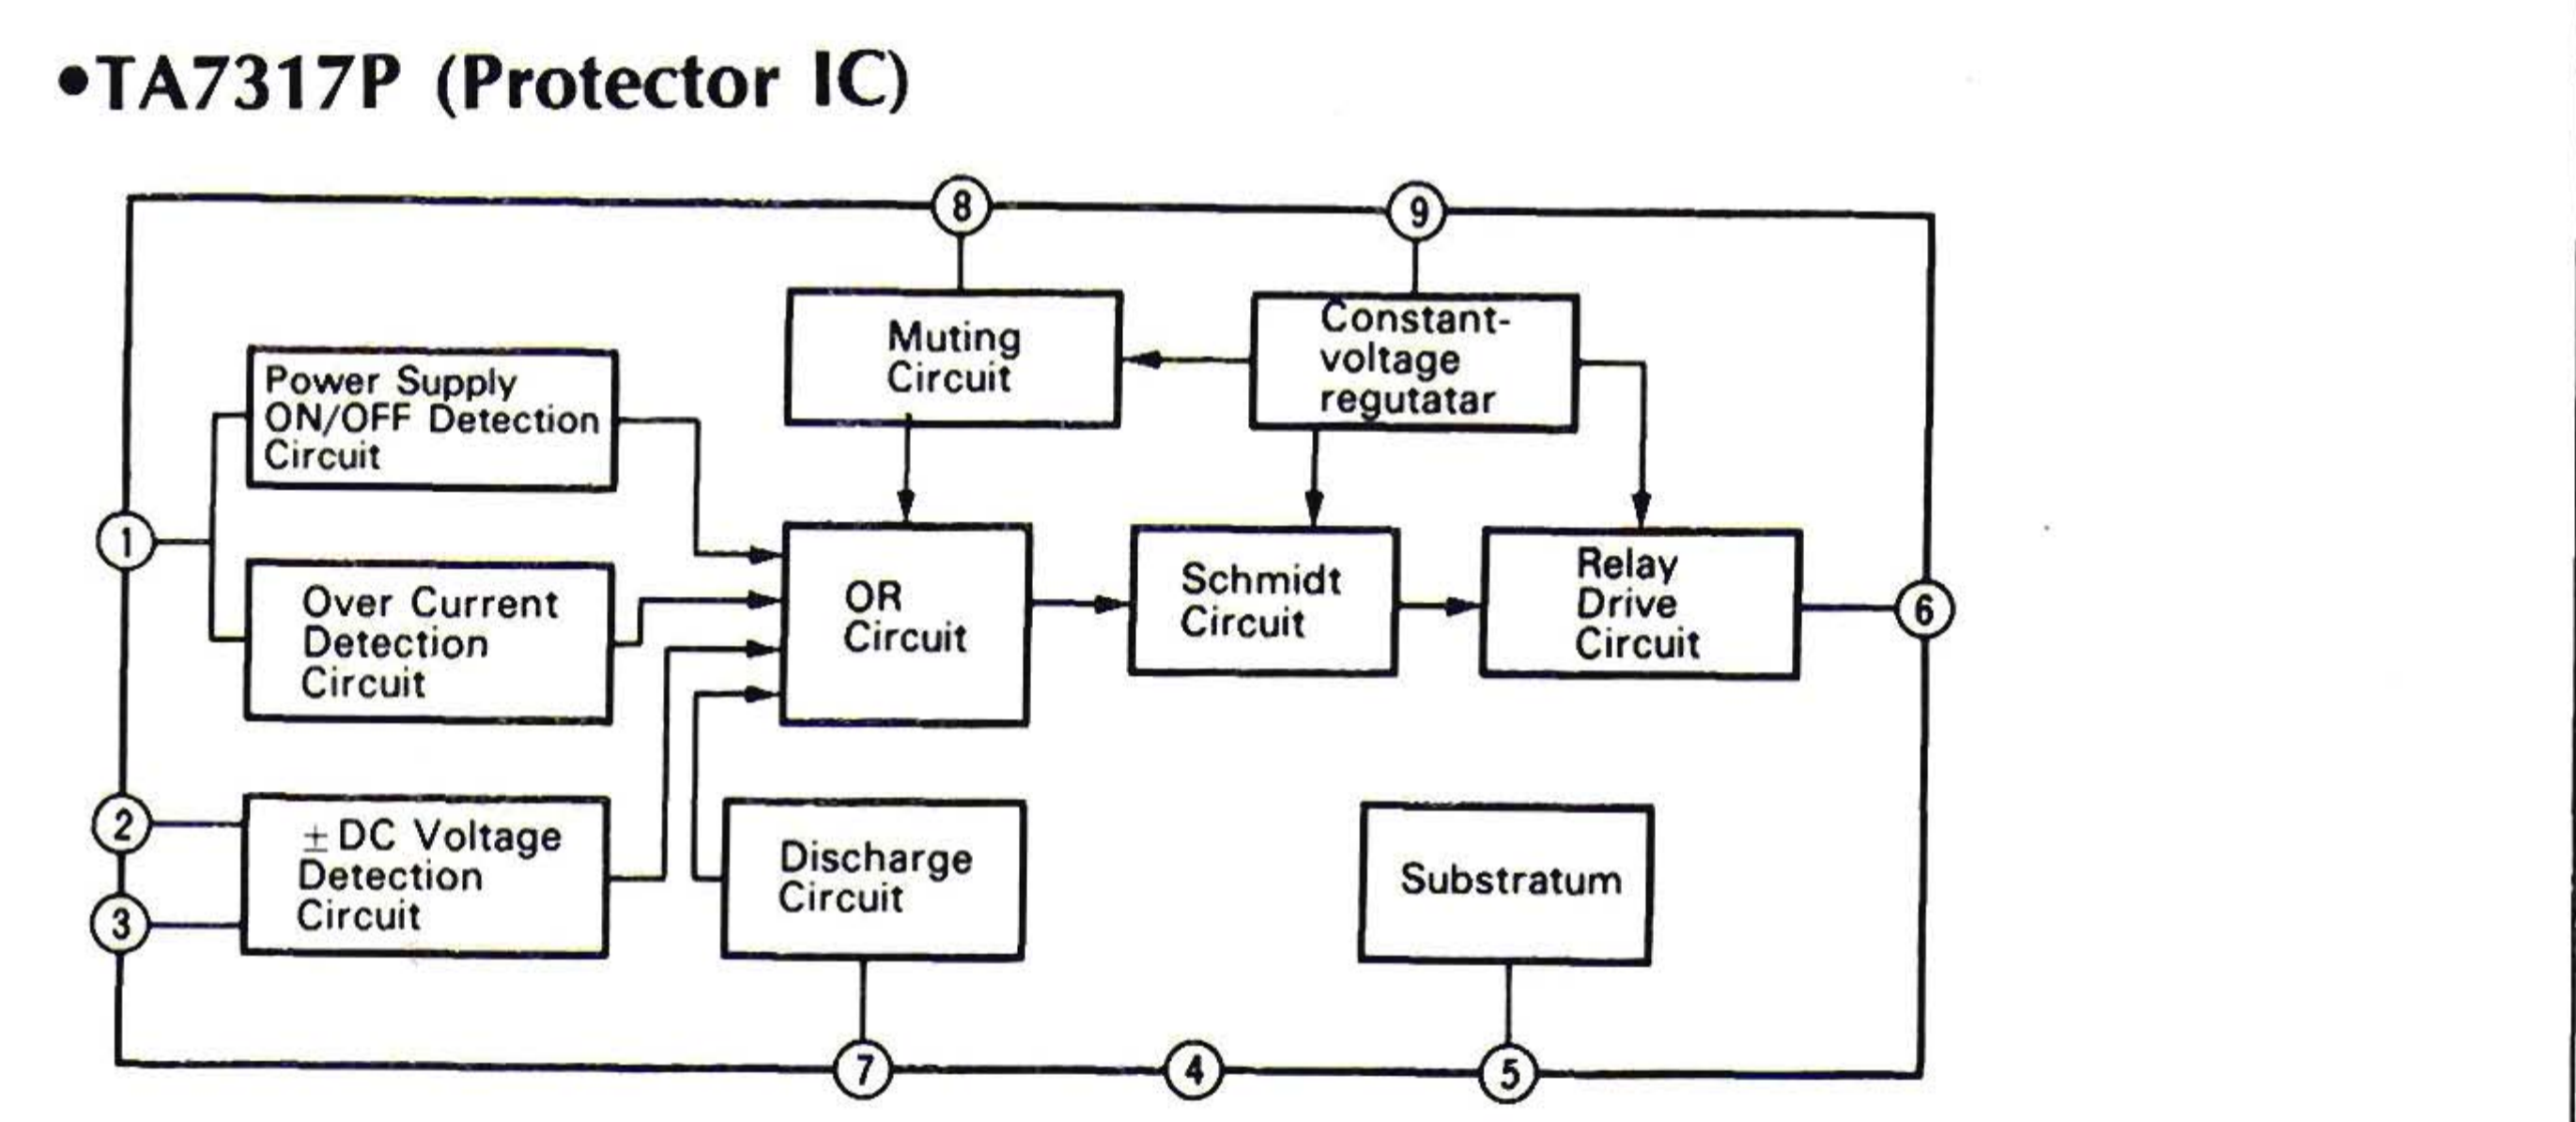 •TA7317P (Protector IC)
8
9
Muting
Circuit
Constant-
voltage
regutatar
Power Supply
ON/OFF Detection
Circuit
1
Over Current
Detection
Circuit
OR
Circuit
Schmidt
Circuit
Relay
Drive
Circuit
6
2
3
±DC Voltage
Detection
Circuit
Discharge
Circuit
Substratum
7
4
5